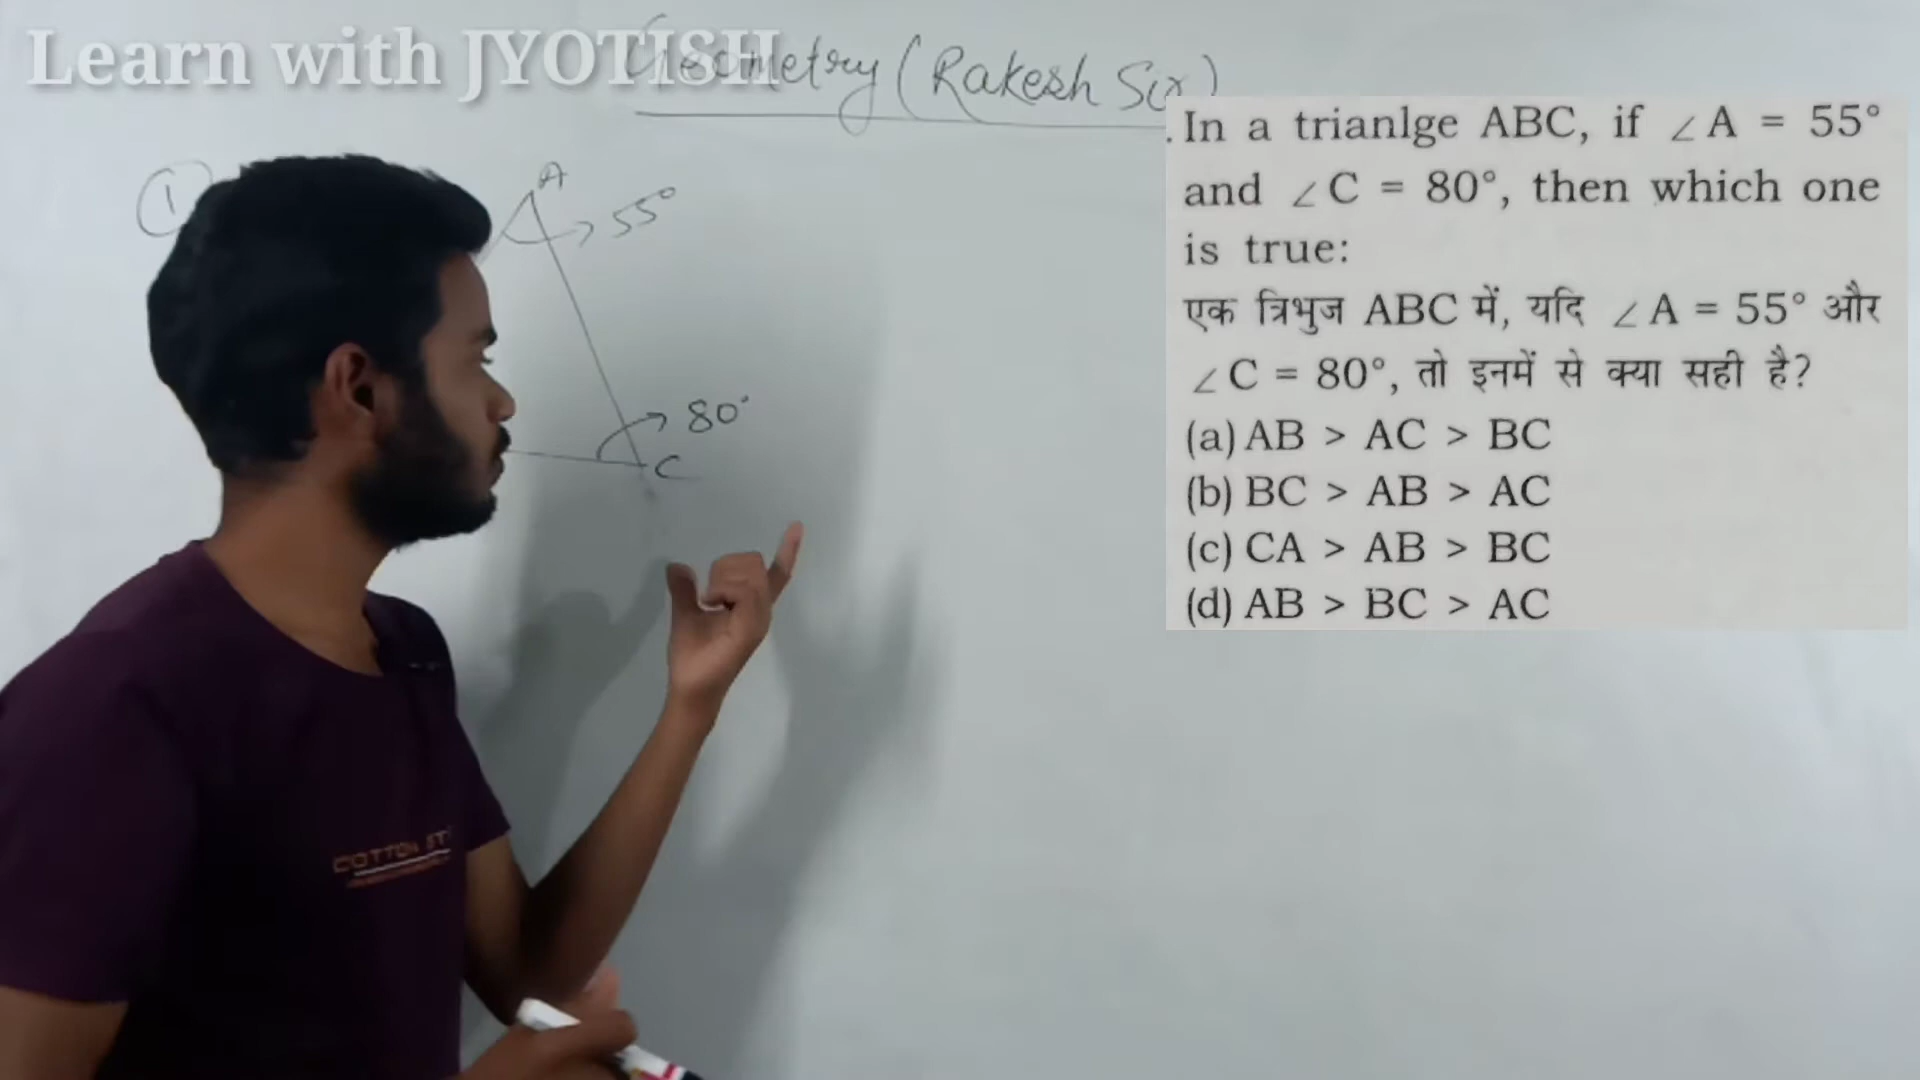 Learn with JYOTISH
Geometry (Rakesh Sir)
. In a trianlge ABC, if ∠A = 55°
and ∠C = 80°, then which one
is true:
एक त्रिभुज ABC में, यदि ∠A = 55° और
∠C = 80°, तो इनमें से क्या सही है?
(a) AB > AC > BC
(b) BC > AB > AC
(c) CA > AB > BC
(d) AB > BC > AC
1
A
55°
80°
C